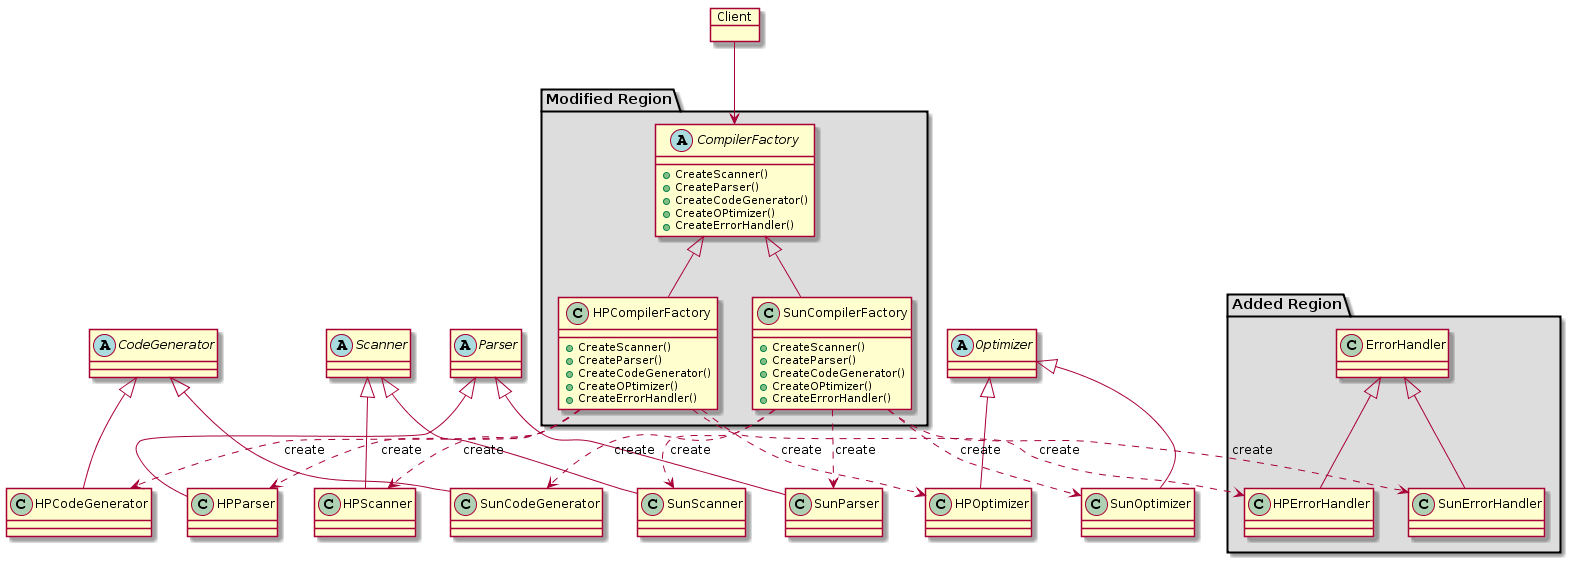 Client
Modified Region
A CompilerFactory
CreateScanner()
CreateParser()
CreateCodeGenerator()
CreateOPtimizer()
CreateErrorHandler()
Added Region
C HPCompilerFactory
CreateScanner()
CreateParser()
CreateCodeGenerator()
CreateOPtimizer()
CreateErrorHandler()
C SunCompilerFactory
CreateScanner()
CreateParser()
CreateCodeGenerator()
CreateOPtimizer()
CreateErrorHandler()
A CodeGenerator
A Scanner
A Parser
A Optimizer
C ErrorHandler
create
create
create
create
create
create
create
create
create
create
C HPCodeGenerator
C HPParser
C HPScanner
C SunCodeGenerator
C SunScanner
C SunParser
C HPOptimizer
C SunOptimizer
C HPErrorHandler
C SunErrorHandler